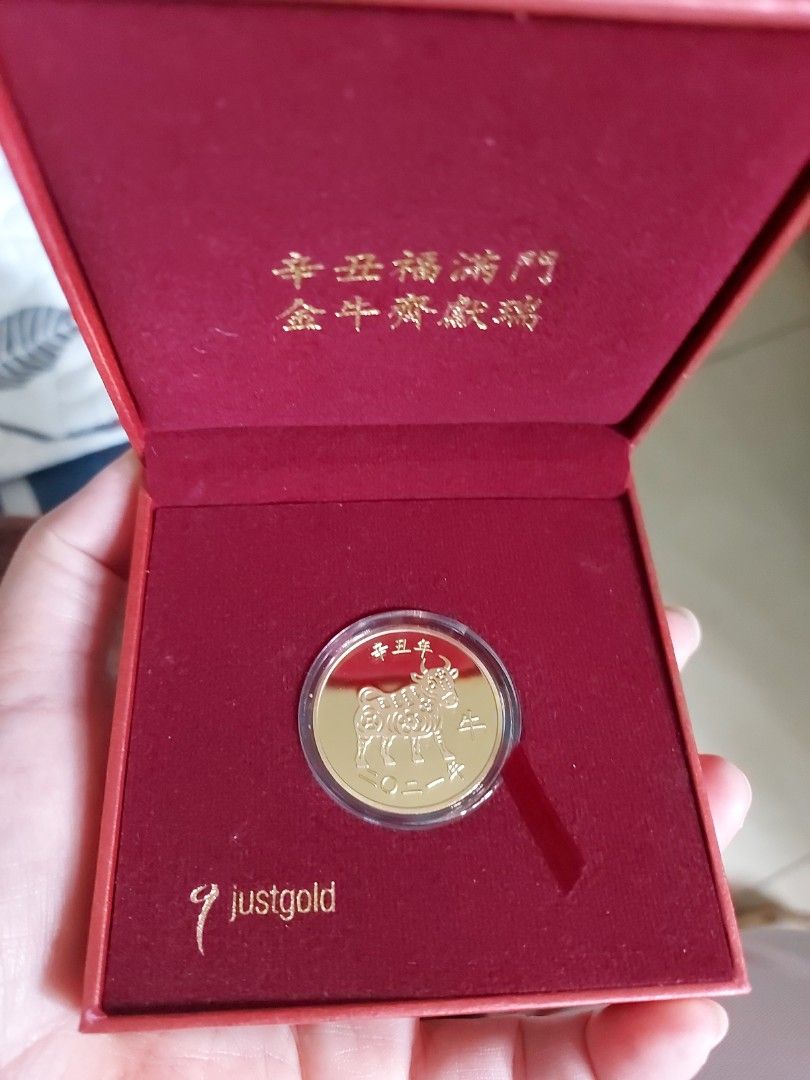 辛丑福滿門
金牛齊獻瑞
辛丑年
牛
二〇二一年
justgold